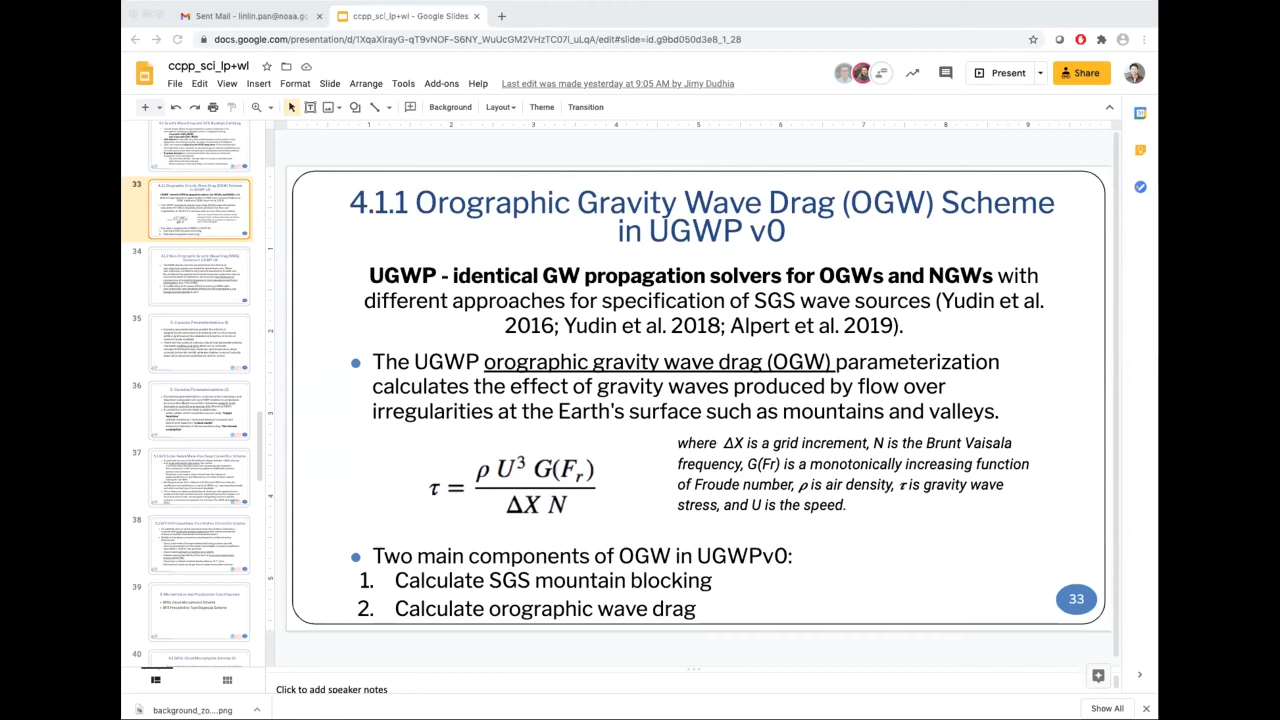 Sent Mail - linlin.pan@noaa.gc
ccpp_sci_lp+wl - Google Slides
docs.google.com/presentation/d/1XqaXirayG-qT9vNOF-S6NY_WuUcGM2VHzTC07i_uLqA/edit#slide=id.g9bd050d3e8_1_28
ccpp_sci_lp+wl
File Edit View Insert Format Slide Arrange Tools Add-ons Help Last edit was made yesterday at 9:05 AM by Jimy Dudhia
Present
Share
Background Layout Theme Transition
33
34
35
36
37
38
39
40
.1 Orographic Gravity Wave Drag (OGW) Scheme
in UGWP v0
GWP - Identical GW propagation solvers for OGWs and NGWs with
different approaches for specification of SGS wave sources (Yudin et al.
2016; Yudin et al. 2018; Alpert et al. 2019)
The UGWP orographic gravity wave drag (OGW) parameterization
calculates the effect of gravity waves produced by flow over
irregularities at the Earth's surface such as mountains and valleys.
where ΔX is a grid increment, N is the Brunt Vaisala
frequency, G(Fr) is a monotonically increasing function
of Froude number, ρ is air density, τ is gravity wave
stress, and U is the speed.
= ρ U³ G(Fr) / ΔX N
Two main components of OGW in UGWPv0:
1. Calculate SGS mountain blocking
2. Calculate orographic wave drag
33
Click to add speaker notes
background_zo....png
Show All